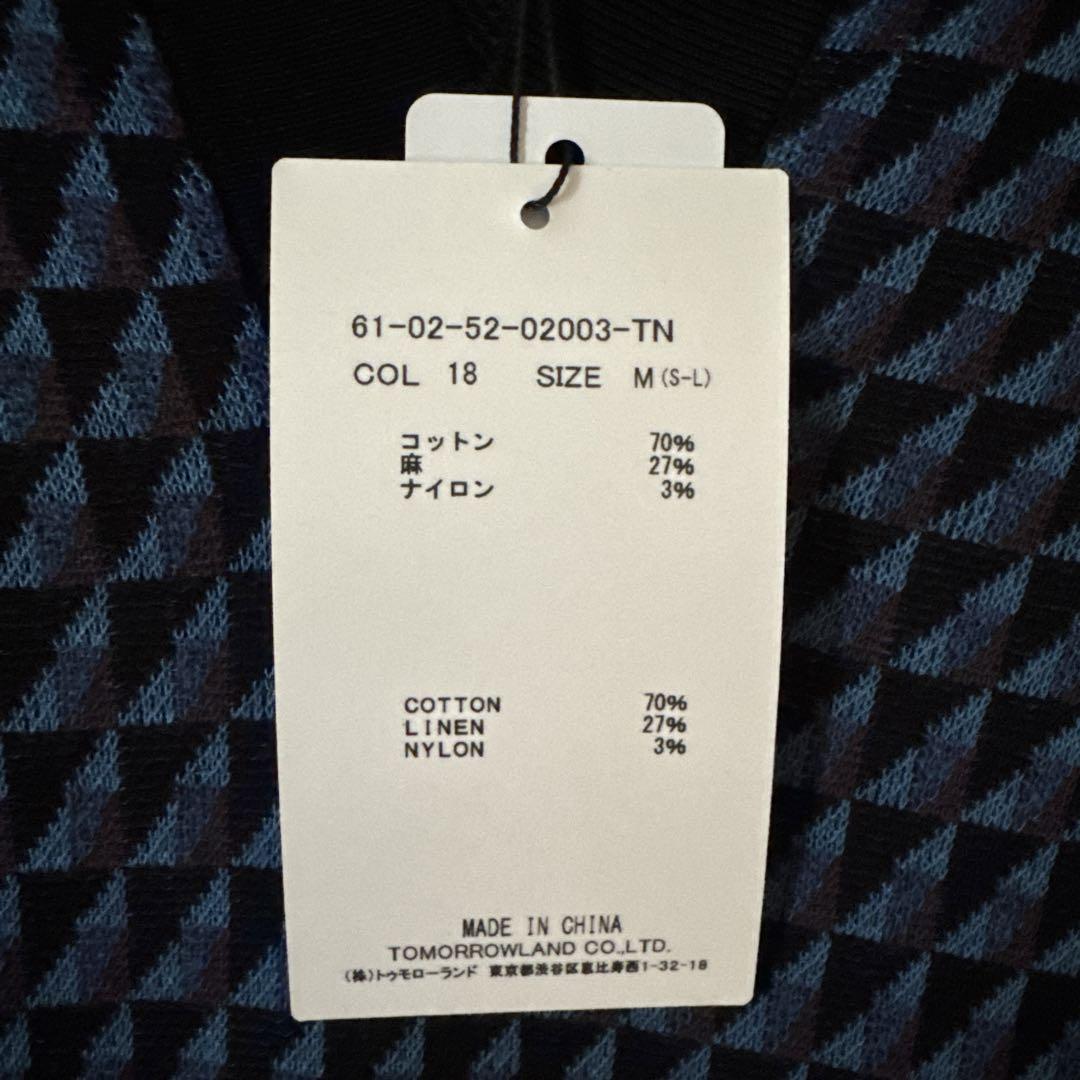 61-02-52-02003-TN
COL 18 SIZE M (S-L)
コットン 70%
麻 27%
ナイロン 3%
COTTON 70%
LINEN 27%
NYLON 3%
MADE IN CHINA
TOMORROWLAND CO.,LTD.
(株)トゥモローランド 東京都渋谷区恵比寿西1-32-18